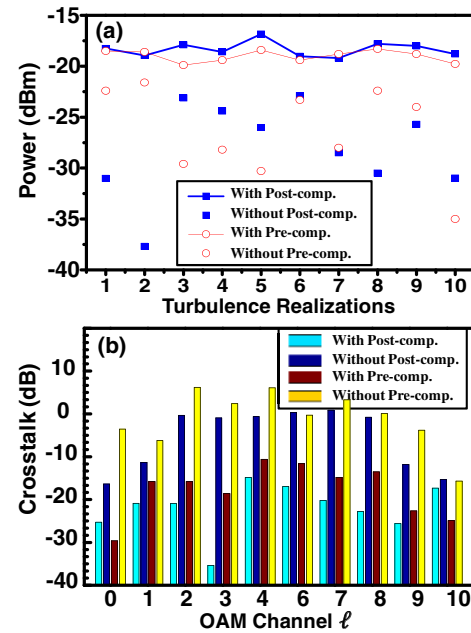 (a)
Power (dBm)
-15
-20
-25
-30
-35
-40
With Post-comp.
Without Post-comp.
With Pre-comp.
Without Pre-comp.
1 2 3 4 5 6 7 8 9 10
Turbulence Realizations
(b)
Crosstalk (dB)
10
0
-10
-20
-30
-40
With Post-comp.
Without Post-comp.
With Pre-comp.
Without Pre-comp.
0 1 2 3 4 6 7 8 9 10
OAM Channel ℓ